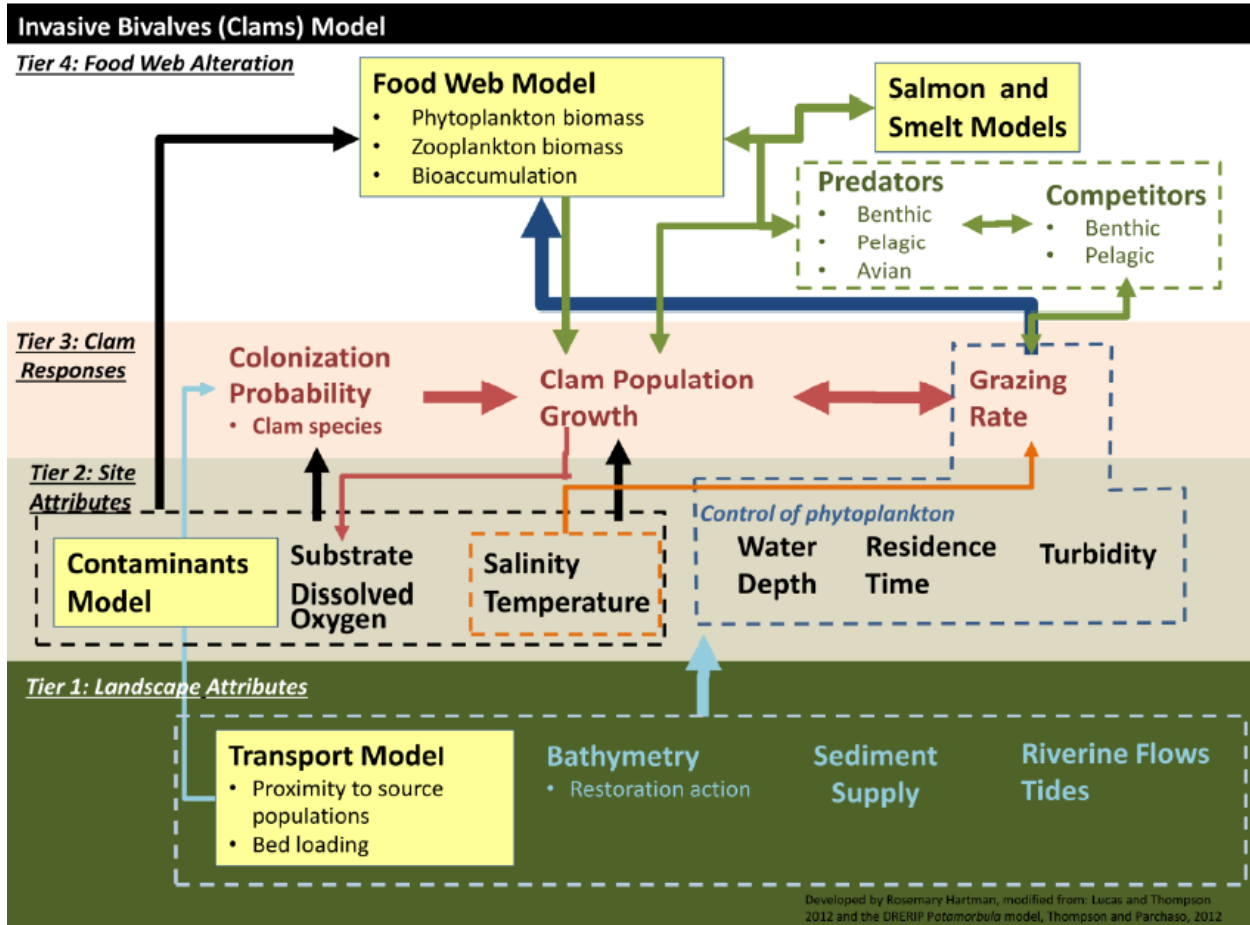 Invasive Bivalves (Clams) Model
Tier 4: Food Web Alteration
Food Web Model
• Phytoplankton biomass
• Zooplankton biomass
• Bioaccumulation
Salmon and
Smelt Models
Predators
• Benthic
• Pelagic
• Avian
Competitors
• Benthic
• Pelagic
Tier 3: Clam
Responses
Colonization
Probability
• Clam species
Clam Population
Growth
Grazing
Rate
Tier 2: Site
Attributes
Contaminants
Model
Substrate
Dissolved
Oxygen
Salinity
Temperature
Control of phytoplankton
Water
Depth
Residence
Time
Turbidity
Tier 1: Landscape Attributes
Transport Model
• Proximity to source
populations
• Bed loading
Bathymetry
• Restoration action
Sediment
Supply
Riverine Flows
Tides
Developed by Rosemary Hartman, modified from: Lucas and Thompson
2012 and the DRERIP Potamorbula model, Thompson and Parchaso, 2012